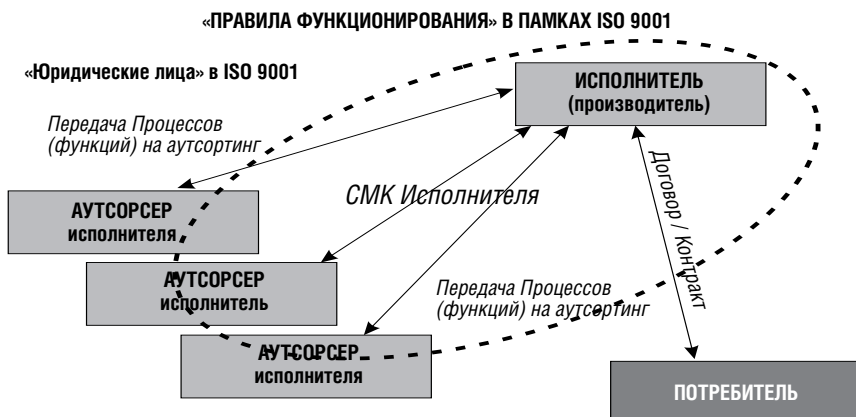 «ПРАВИЛА ФУНКЦИОНИРОВАНИЯ» В ПАМКАХ ISO 9001
«Юридические лица» в ISO 9001
ИСПОЛНИТЕЛЬ
(производитель)
Передача Процессов
(функций) на аутсортинг
СМК Исполнителя
Договор / Контракт
АУТСОРСЕР
исполнителя
АУТСОРСЕР
исполнитель
Передача Процессов
(функций) на аутсортинг
АУТСОРСЕР
исполнителя
ПОТРЕБИТЕЛЬ